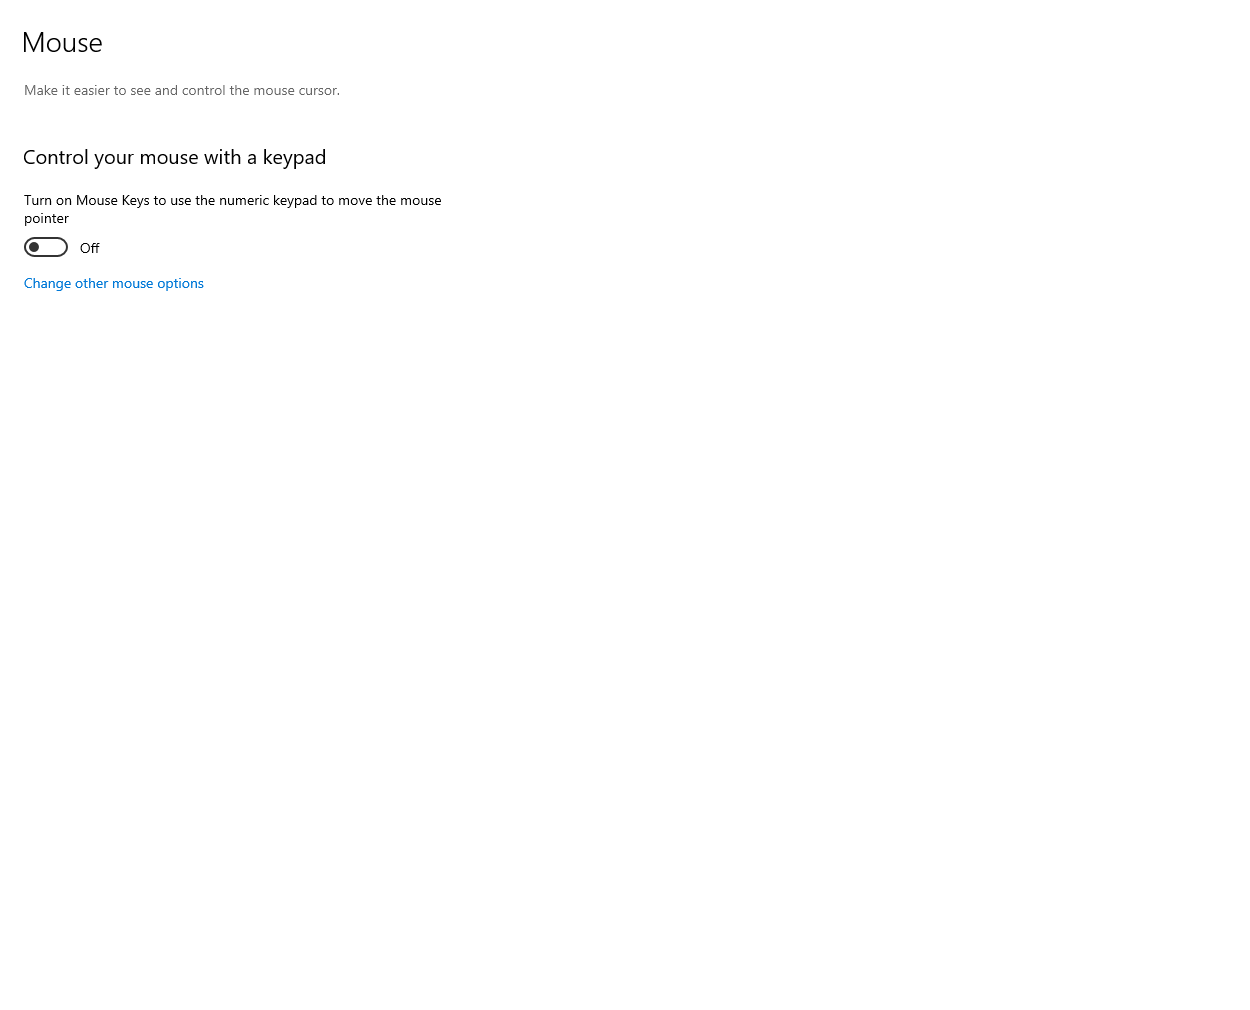 Mouse
Make it easier to see and control the mouse cursor.
Control your mouse with a keypad
Turn on Mouse Keys to use the numeric keypad to move the mouse
pointer
Off
Change other mouse options